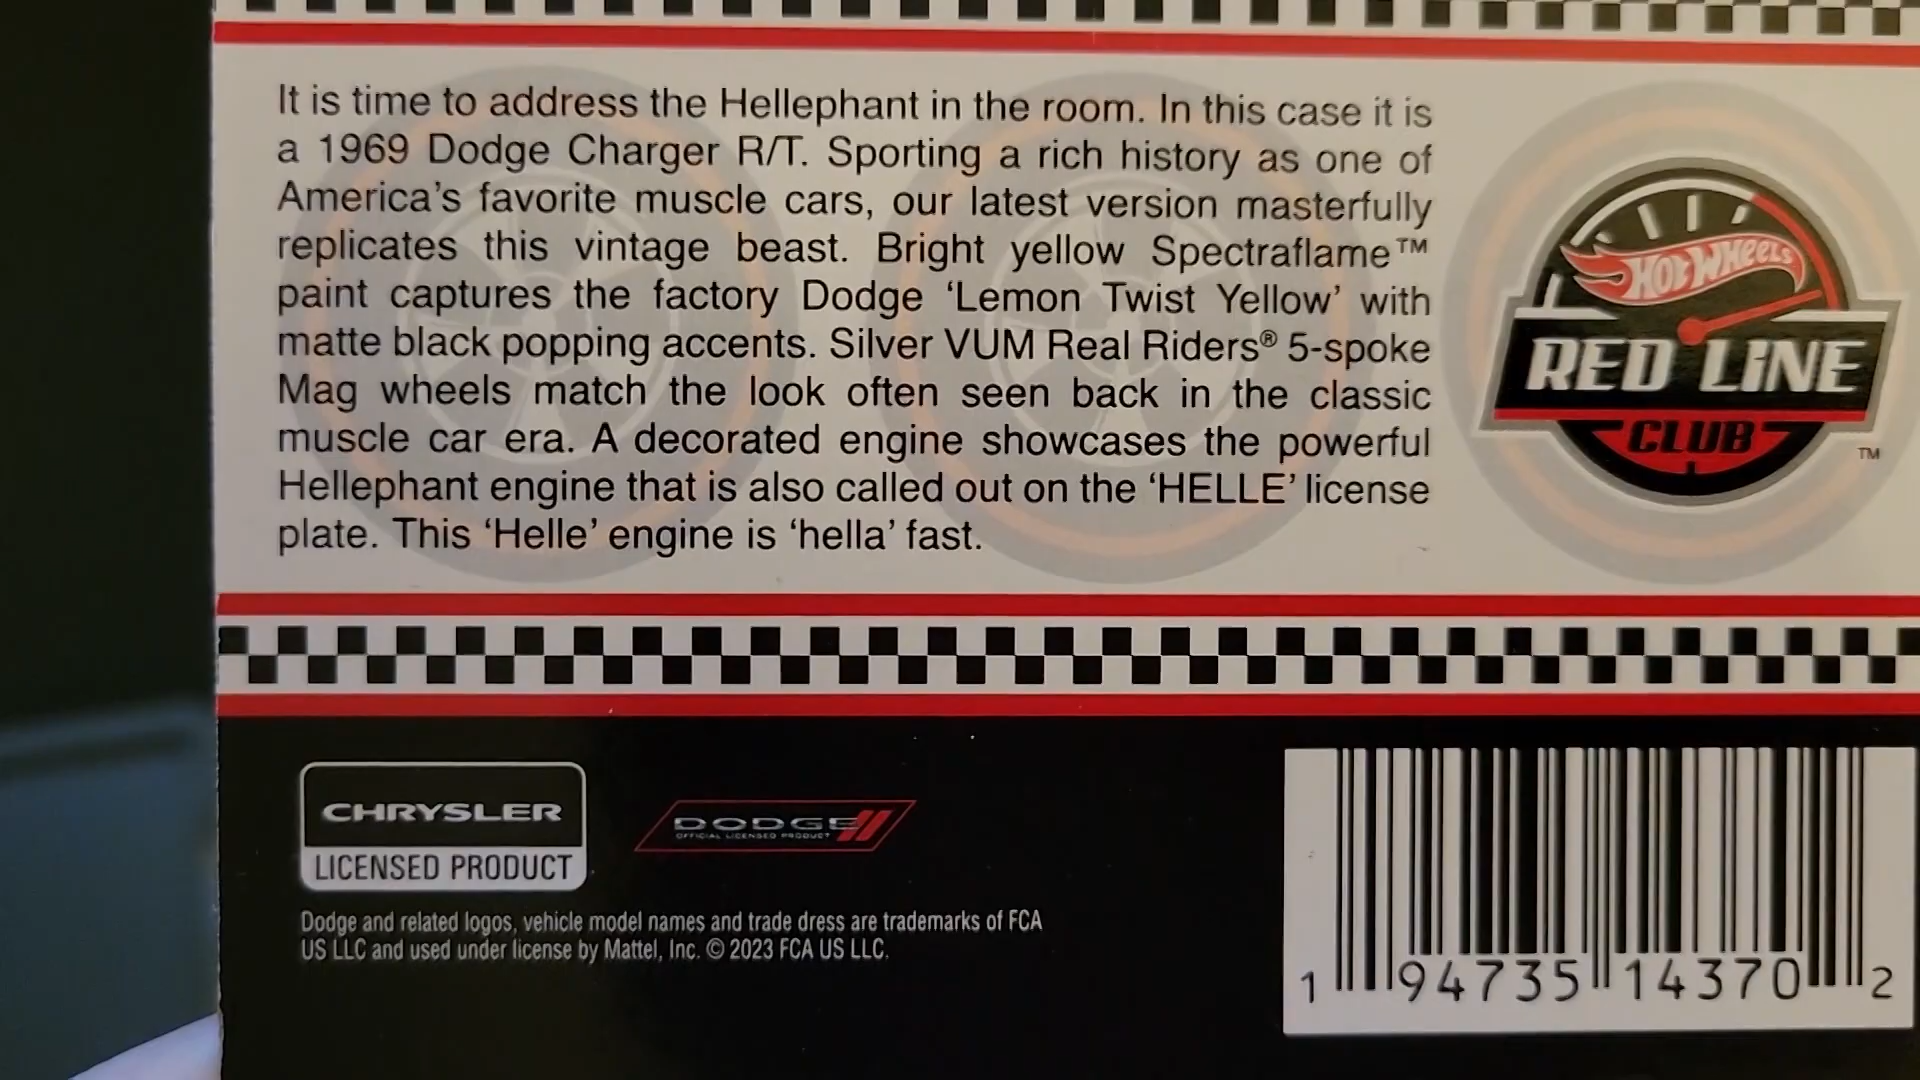 It is time to address the Hellephant in the room. In this case it is
a 1969 Dodge Charger R/T. Sporting a rich history as one of
America's favorite muscle cars, our latest version masterfully
replicates this vintage beast. Bright yellow Spectraflame™
paint captures the factory Dodge ‘Lemon Twist Yellow’ with
matte black popping accents. Silver VUM Real Riders® 5-spoke
Mag wheels match the look often seen back in the classic
muscle car era. A decorated engine showcases the powerful
Hellephant engine that is also called out on the ‘HELLE’ license
plate. This ‘Helle’ engine is ‘hella’ fast.
HOT WHEELS
RED LINE
CLUB
TM
CHRYSLER
LICENSED PRODUCT
DODGE
OFFICIAL LICENSED PRODUCT
Dodge and related logos, vehicle model names and trade dress are trademarks of FCA
US LLC and used under license by Mattel, Inc. © 2023 FCA US LLC.
1 94735 14370 2